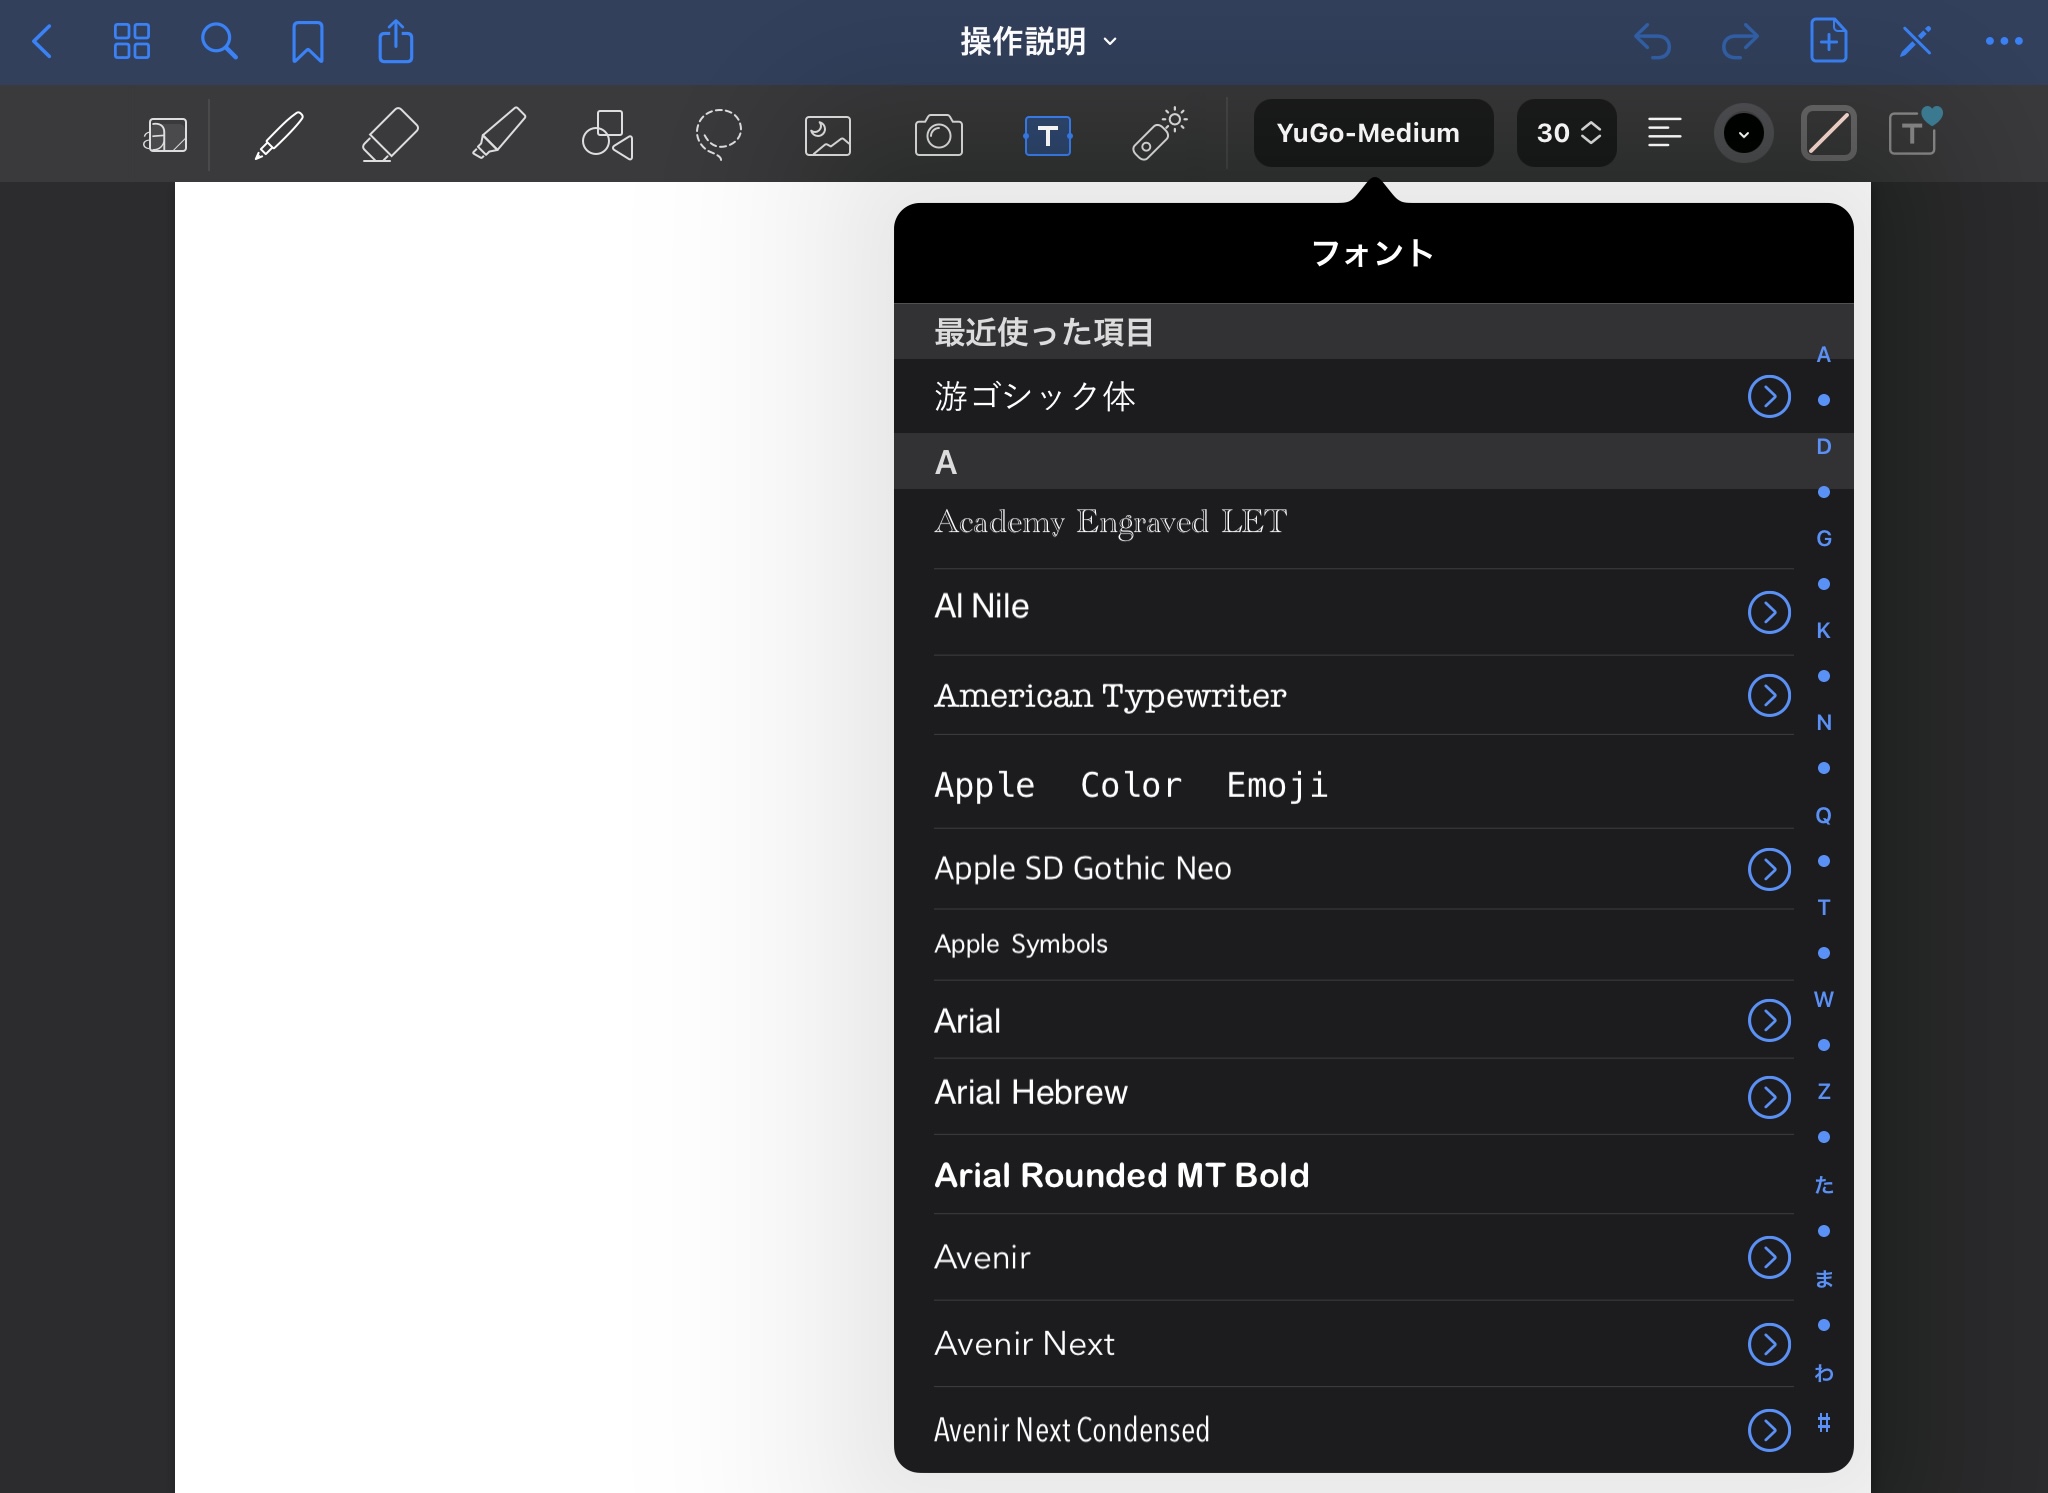 操作説明
YuGo-Medium
30
フォント
最近使った項目
游ゴシック体
A
Academy Engraved LET
Al Nile
American Typewriter
Apple Color Emoji
Apple SD Gothic Neo
Apple Symbols
Arial
Arial Hebrew
Arial Rounded MT Bold
Avenir
Avenir Next
Avenir Next Condensed
A
D
G
K
N
Q
T
W
Z
た
ま
わ
#